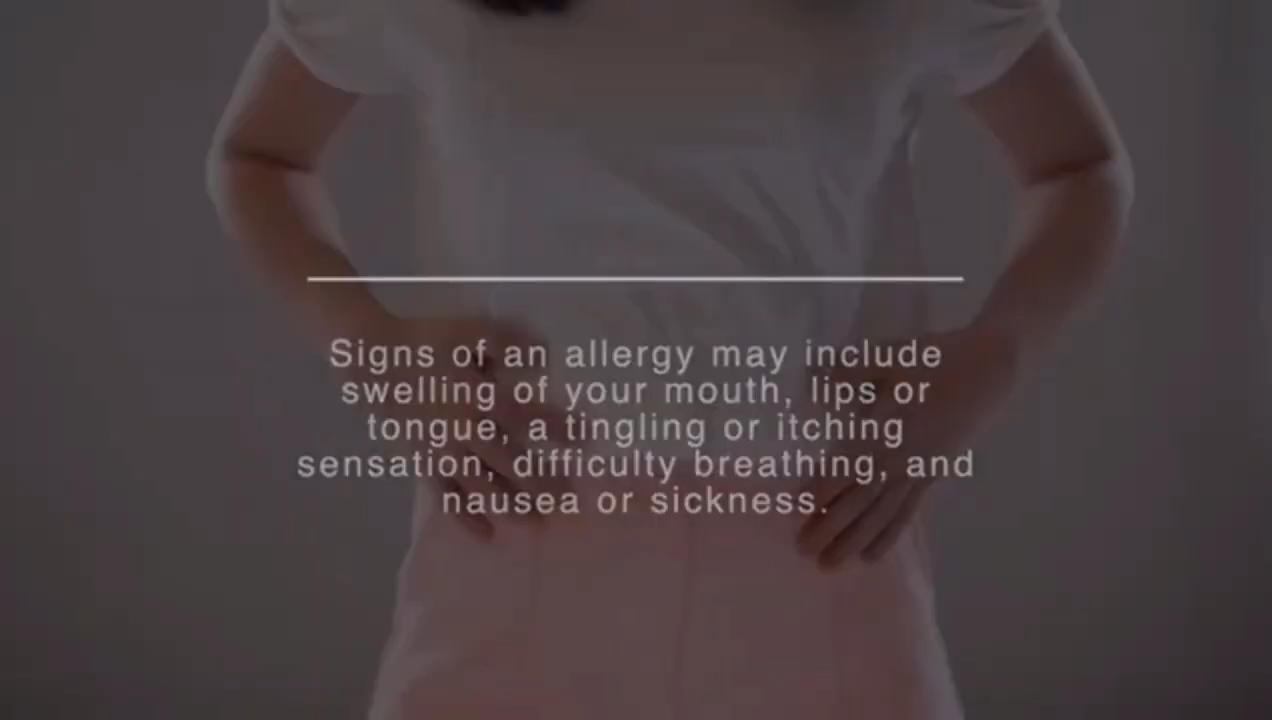 Signs of an allergy may include
swelling of your mouth, lips or
tongue, a tingling or itching
sensation, difficulty breathing, and
nausea or sickness.